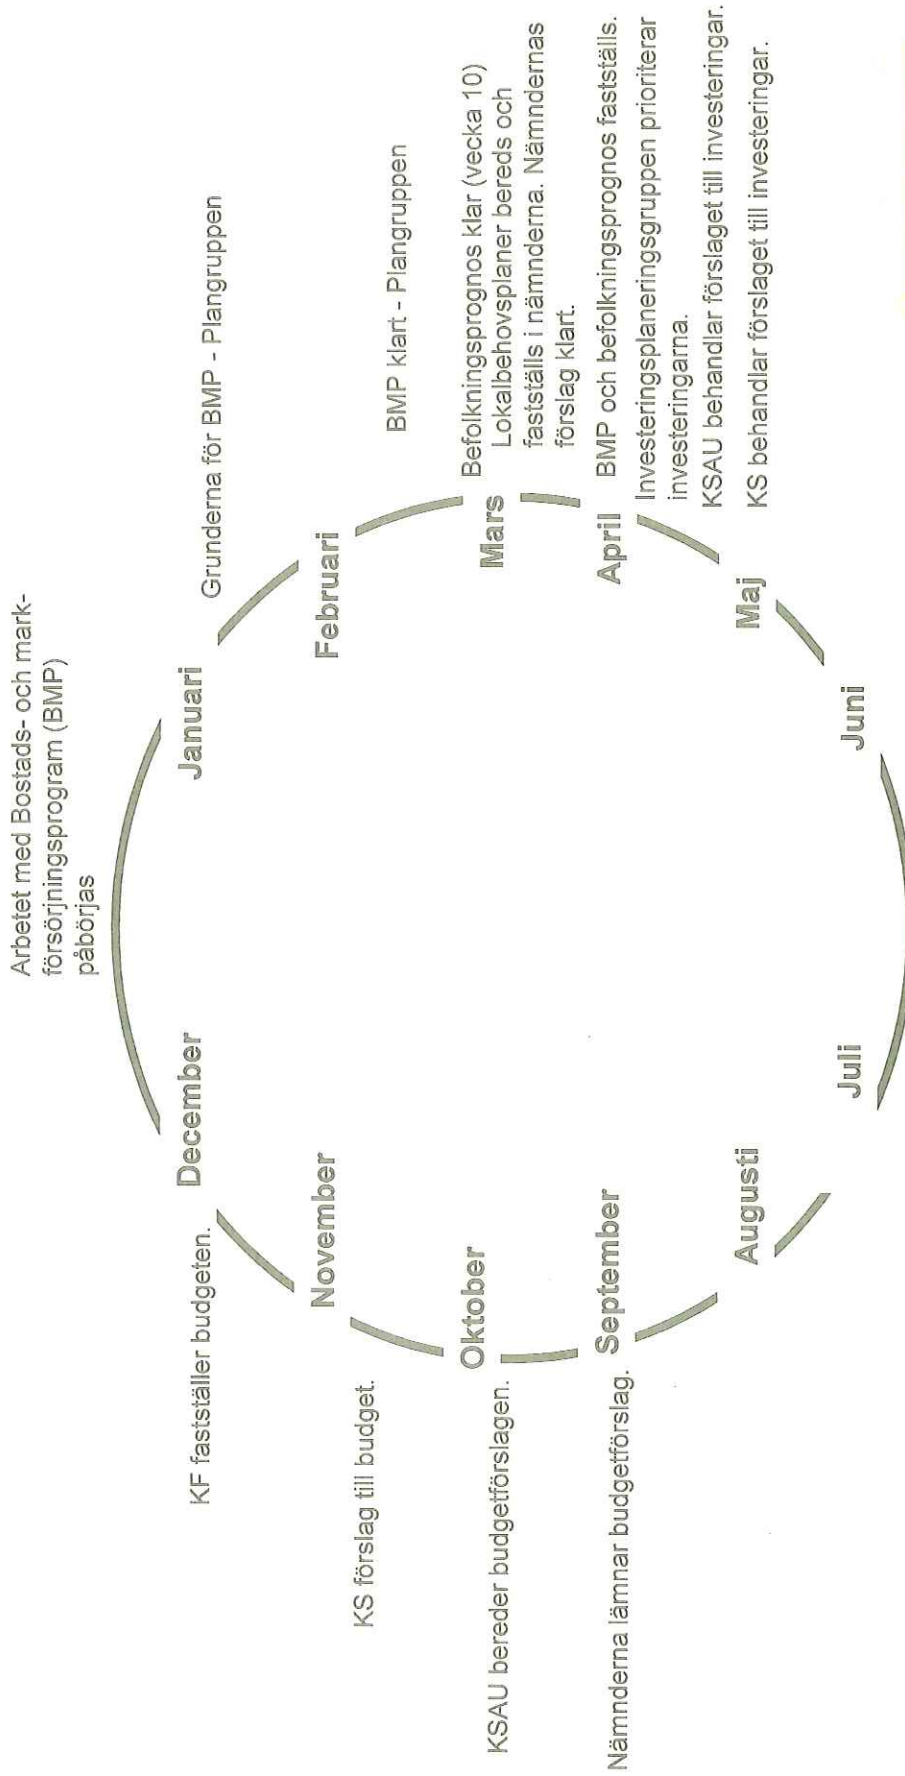 Arbetet med Bostads- och mark-
försörjningsprogram (BMP)
påbörjas
Januari
Grunderna för BMP - Plangruppen
Februari
BMP klart - Plangruppen
Mars
Befolkningsprognos klar (vecka 10)
Lokalbehovsplaner bereds och
fastställs i nämnderna. Nämndernas
förslag klart.
April
BMP och befolkningsprognos fastställs.
Investeringsplaneringsgruppen prioriterar
investeringarna.
KSAU behandlar förslaget till investeringar.
Maj
KS behandlar förslaget till investeringar.
Juni
Juli
Augusti
September
Nämnderna lämnar budgetförslag.
Oktober
KSAU bereder budgetförslagen.
November
KS förslag till budget.
December
KF fastställer budgeten.